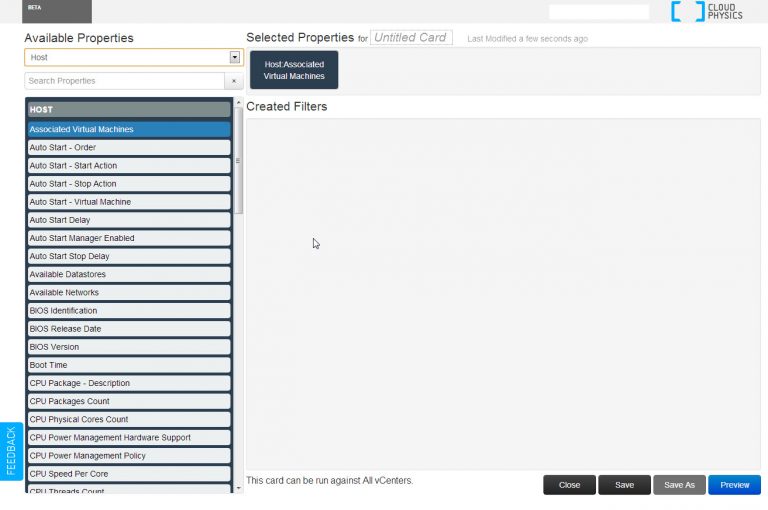 BETA
CLOUD
PHYSICS
Available Properties
Selected Properties for Untitled Card Last Modified a few seconds ago
Host
Search Properties ×
Host:Associated
Virtual Machines
HOST
Associated Virtual Machines
Auto Start - Order
Auto Start - Start Action
Auto Start - Stop Action
Auto Start - Virtual Machine
Auto Start Delay
Auto Start Manager Enabled
Auto Start Stop Delay
Available Datastores
Available Networks
BIOS Identification
BIOS Release Date
BIOS Version
Boot Time
CPU Package - Description
CPU Packages Count
CPU Physical Cores Count
CPU Power Management Hardware Support
CPU Power Management Policy
CPU Speed Per Core
CPU Threads Count
Created Filters
FEEDBACK
This card can be run against All vCenters.
Close Save Save As Preview